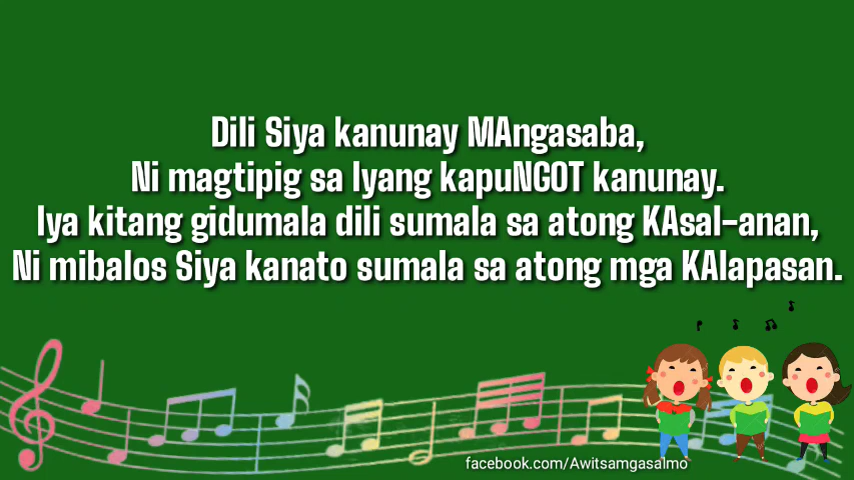 Dili Siya kanunay MAngasaba,
Ni magtipig sa Iyang kapuNGOT kanunay.
Iya kitang gidumala dili sumala sa atong KAsal-anan,
Ni mibalos Siya kanato sumala sa atong mga KAlapasan.
facebook.com/Awitsamgasalmo